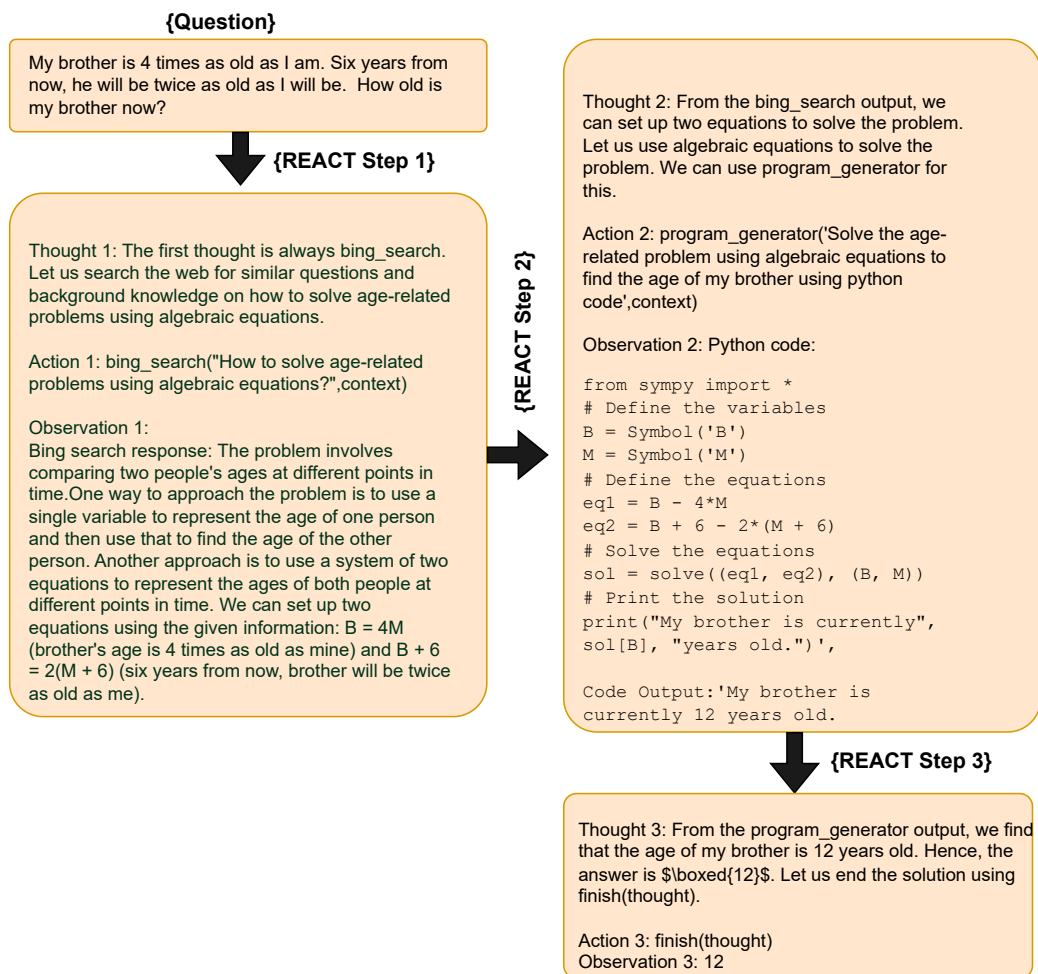 {Question}
My brother is 4 times as old as I am. Six years from
now, he will be twice as old as I will be.  How old is
my brother now?
{REACT Step 1}
Thought 1: The first thought is always bing_search.
Let us search the web for similar questions and
background knowledge on how to solve age-related
problems using algebraic equations.
Action 1: bing_search("How to solve age-related
problems using algebraic equations?",context)
Observation 1:
Bing search response: The problem involves
comparing two people's ages at different points in
time.One way to approach the problem is to use a
single variable to represent the age of one person
and then use that to find the age of the other
person. Another approach is to use a system of two
equations to represent the ages of both people at
different points in time. We can set up two
equations using the given information: B = 4M
(brother's age is 4 times as old as mine) and B + 6
= 2(M + 6) (six years from now, brother will be twice
as old as me).
{REACT Step 2}
Thought 2: From the bing_search output, we
can set up two equations to solve the problem.
Let us use algebraic equations to solve the
problem. We can use program_generator for
this.
Action 2: program_generator('Solve the age-
related problem using algebraic equations to
find the age of my brother using python
code',context)
Observation 2: Python code:
from sympy import *
# Define the variables
B = Symbol('B')
M = Symbol('M')
# Define the equations
eq1 = B - 4*M
eq2 = B + 6 - 2*(M + 6)
# Solve the equations
sol = solve((eq1, eq2), (B, M))
# Print the solution
print("My brother is currently",
sol[B], "years old.")',
Code Output:'My brother is
currently 12 years old.
{REACT Step 3}
Thought 3: From the program_generator output, we find
that the age of my brother is 12 years old. Hence, the
answer is $\boxed{12}$. Let us end the solution using
finish(thought).
Action 3: finish(thought)
Observation 3: 12